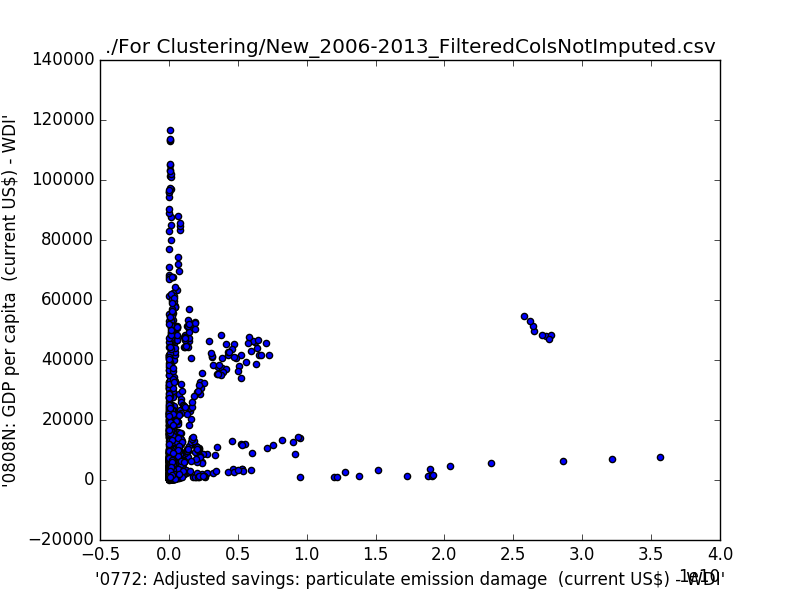 ./For Clustering/New_2006-2013_FilteredColsNotImputed.csv
140000
120000
100000
80000
60000
40000
20000
0
−20000
'0808N: GDP per capita  (current US$) - WDI'
−0.5 0.0 0.5 1.0 1.5 2.0 2.5 3.0 3.5 4.0
1e10
'0772: Adjusted savings: particulate emission damage  (current US$) - WDI'